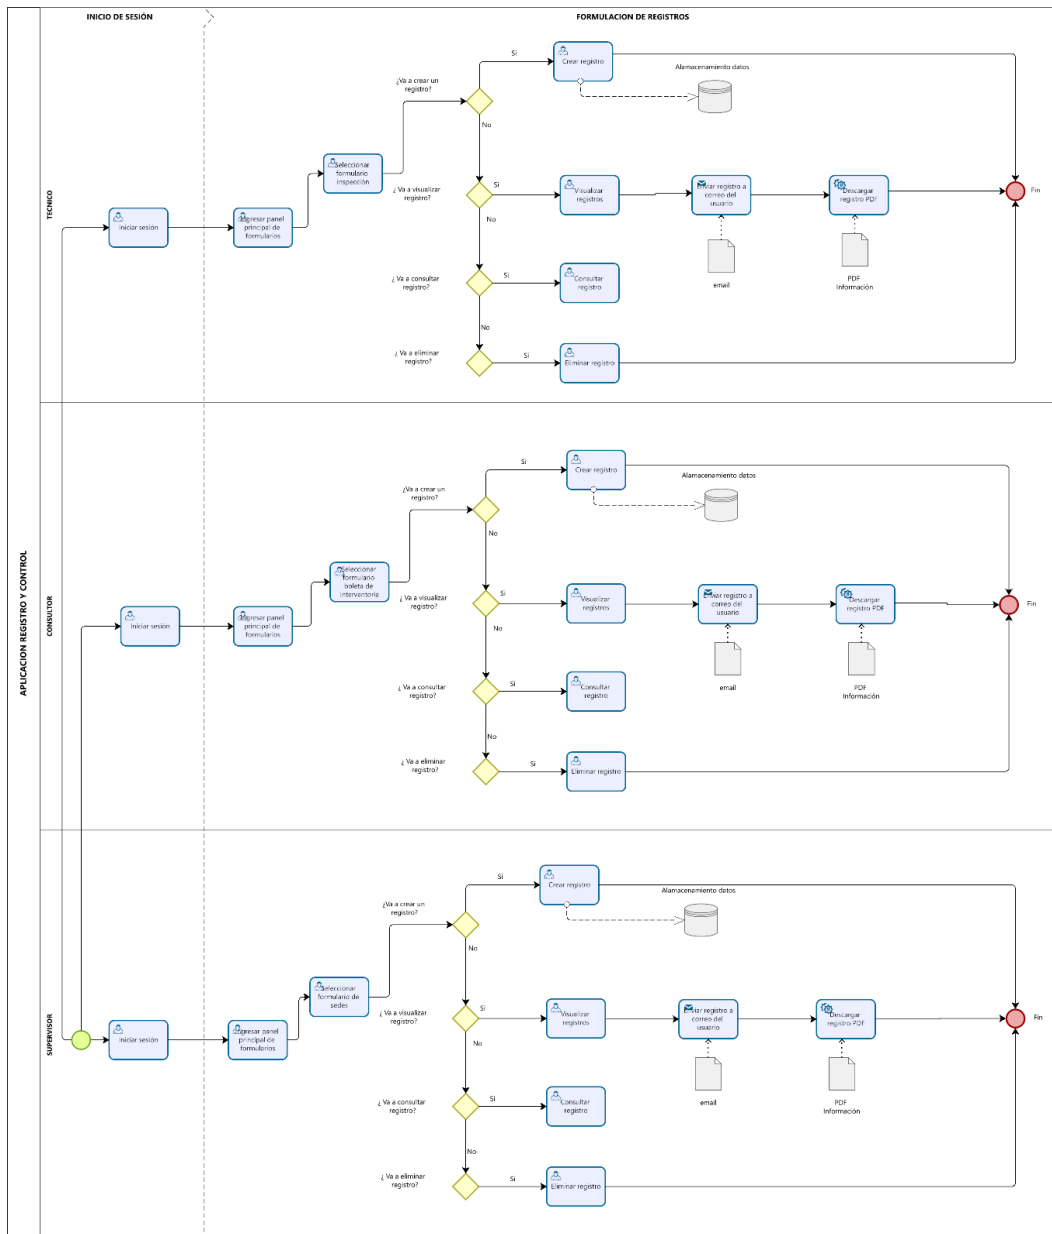 INICIO DE SESIÓN
FORMULACION DE REGISTROS
APLICACION REGISTRO Y CONTROL
TECNICO
Iniciar sesión
Ingresar panel
principal de
formularios
Seleccionar
formulario
inspección
¿Va a crear un
registro?
Si
Crear registro
Alamacenamiento datos
No
¿ Va a visualizar
registro?
Si
Visualizar
registros
Enviar registro a
correo del
usuario
Descargar
registro PDF
Fin
email
PDF
Información
No
¿ Va a consultar
registro?
Si
Consultar
registro
No
¿ Va a eliminar
registro?
Si
Eliminar registro
CONSULTOR
Iniciar sesión
Ingresar panel
principal de
formularios
Seleccionar
formulario
boleta de
interventoria
¿Va a crear un
registro?
Si
Crear registro
Alamacenamiento datos
No
¿ Va a visualizar
registro?
Si
Visualizar
registros
Enviar registro a
correo del
usuario
Descargar
registro PDF
Fin
email
PDF
Información
No
¿ Va a consultar
registro?
Si
Consultar
registro
No
¿ Va a eliminar
registro?
Si
Eliminar registro
SUPERVISOR
Iniciar sesión
Ingresar panel
principal de
formularios
Seleccionar
formulario de
sedes
¿Va a crear un
registro?
Si
Crear registro
Alamacenamiento datos
No
¿ Va a visualizar
registro?
Si
Visualizar
registros
Enviar registro a
correo del
usuario
Descargar
registro PDF
Fin
email
PDF
Información
No
¿ Va a consultar
registro?
Si
Consultar
registro
No
¿ Va a eliminar
registro?
Si
Eliminar registro